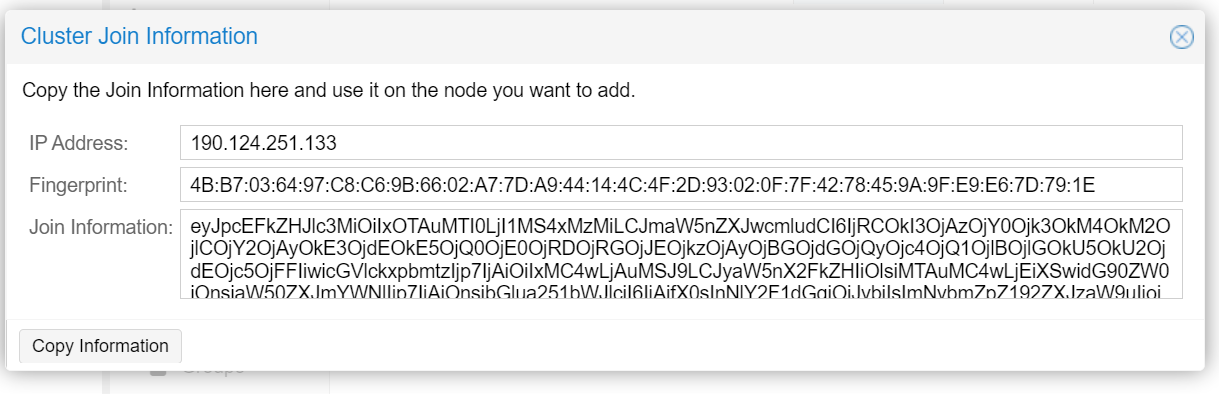 Cluster Join Information
Copy the Join Information here and use it on the node you want to add.
IP Address:
190.124.251.133
Fingerprint:
4B:B7:03:64:97:C8:C6:9B:66:02:A7:7D:A9:44:14:4C:4F:2D:93:02:0F:7F:42:78:45:9A:9F:E9:E6:7D:79:1E
Join Information:
eyJpcEFkZHJlc3MiOiIxOTAuMTI0LjI1MS4xMzMiLCJmaW5nZXJwcmludCI6IjRCOkI3OjAzOjY0Ojk3OkM4OkM2O
jlCOjY2OjAyOkE3OjdEOkE5OjQ0OjE0OjRDOjRGOjJEOjkzOjAyOjBGOjdGOjQyOjc4OjQ1OjlBOjlGOkU5OkU2Oj
dEOjc5OjFFIiwicGVlckxpbmtzIjp7IjAiOiIxMC4wLjAuMSJ9LCJyaW5nX2FkZHIiOlsiMTAuMC4wLjEiXSwidG90ZW0
Copy Information
Groups